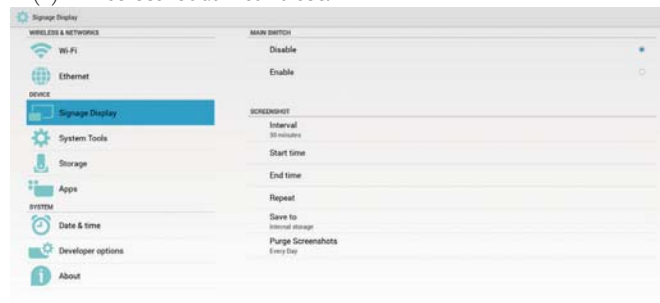 Signage Display
WIRELESS & NETWORKS
Wi-Fi
Ethernet
DEVICE
Signage Display
System Tools
Storage
Apps
SYSTEM
Date & time
Developer options
About
MAIN SWITCH
Disable
Enable
SCREENSHOT
Interval
30 minutes
Start time
End time
Repeat
Save to
Internal storage
Purge Screenshots
Every Day